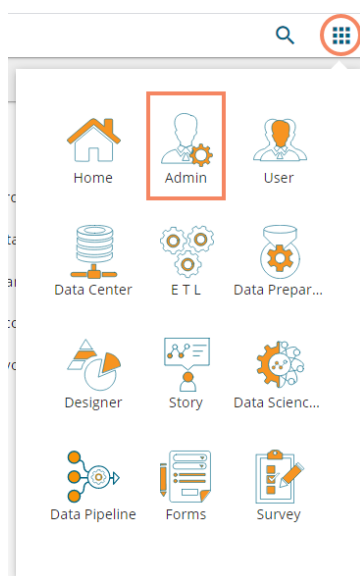 Home Admin User
Data Center E T L Data Prepar...
Designer Story Data Scienc...
Data Pipeline Forms Survey